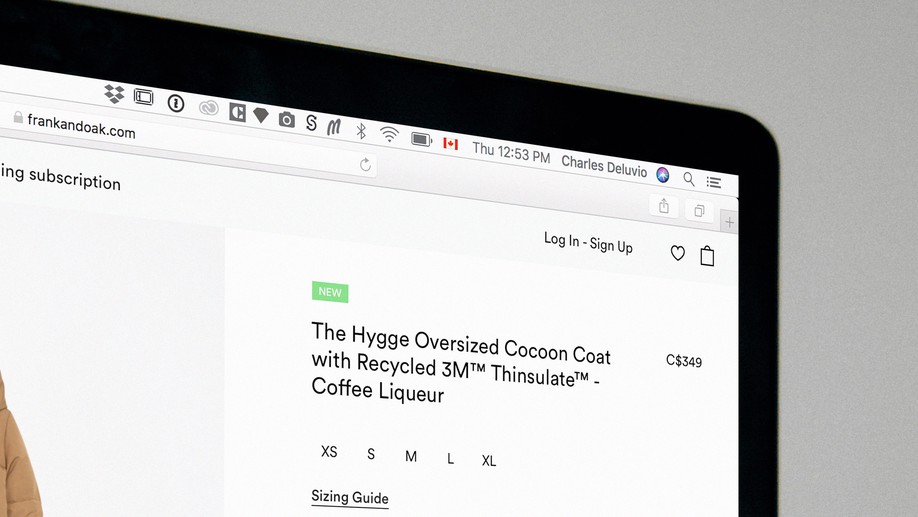 Thu 12:53 PM Charles Deluvio
frankandoak.com
ing subscription
Log In - Sign Up
NEW
The Hygge Oversized Cocoon Coat
with Recycled 3M™ Thinsulate™ -
Coffee Liqueur
C$349
XS S M L XL
Sizing Guide